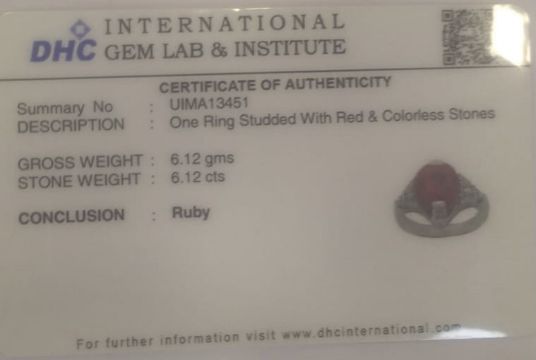 DHC INTERNATIONAL
GEM LAB & INSTITUTE
CERTIFICATE OF AUTHENTICITY
Summary No : UIMA13451
DESCRIPTION : One Ring Studded With Red & Colorless Stones
GROSS WEIGHT : 6.12 gms
STONE WEIGHT : 6.12 cts
CONCLUSION : Ruby
For further information visit www.dhcinternational.com